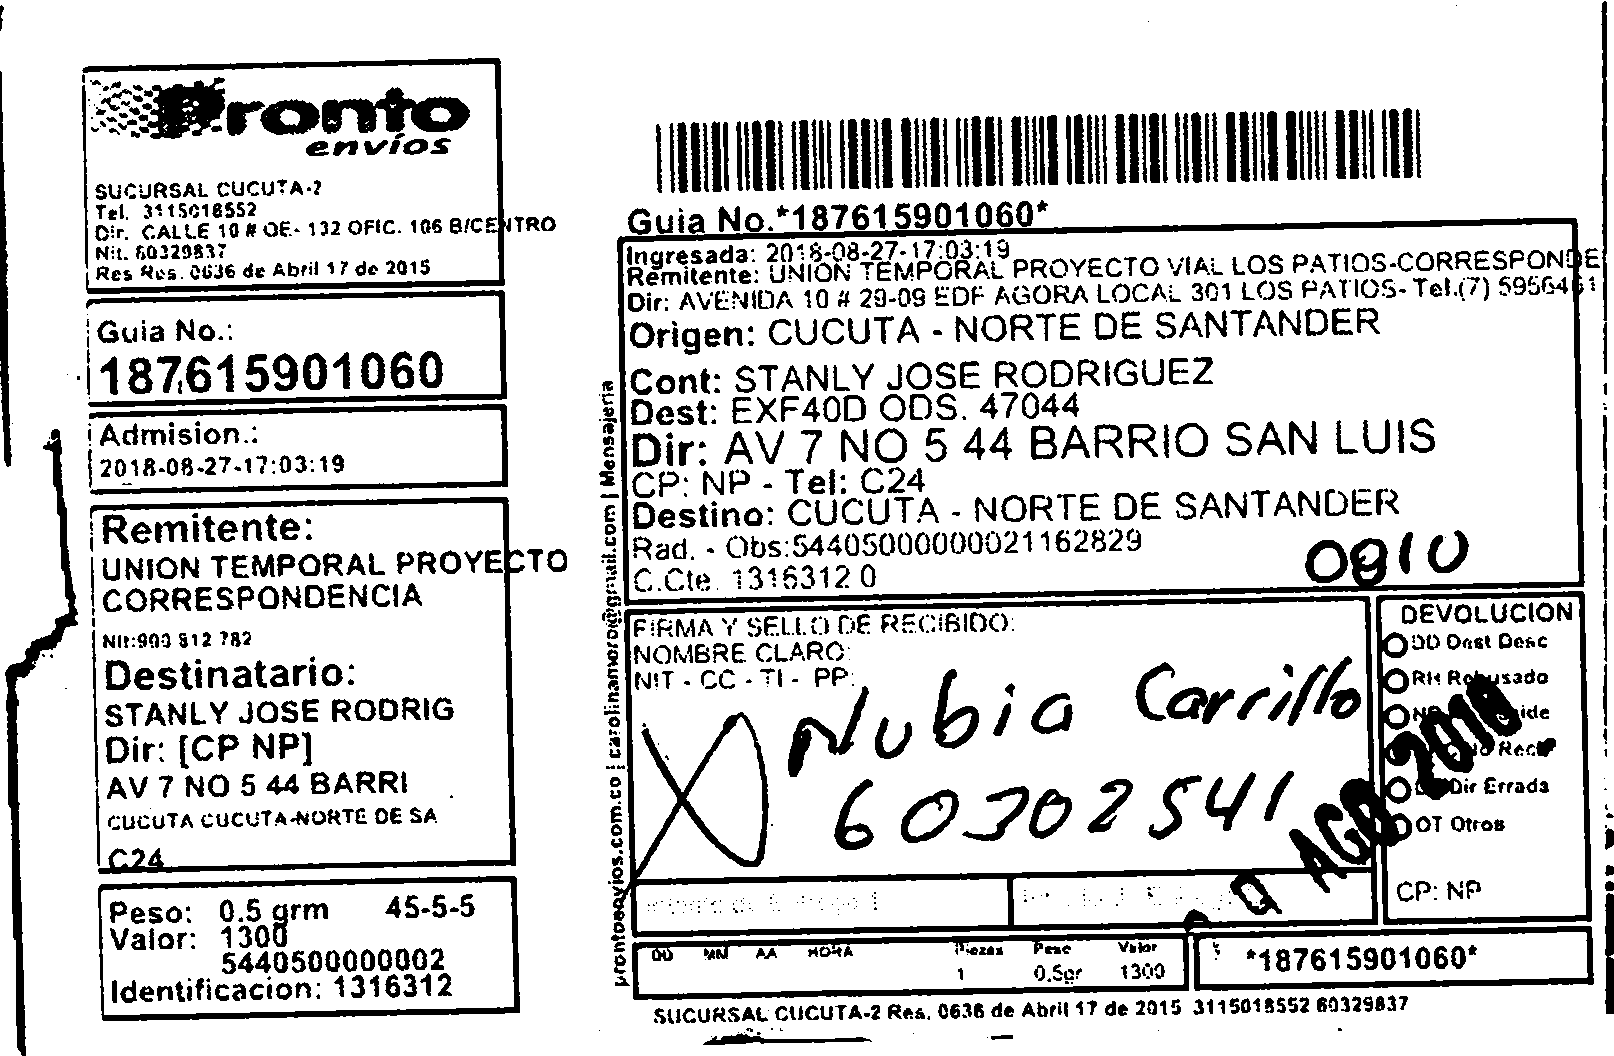 Pronto
envíos
SUCURSAL CUCUTA-2
Tel. 3115018552
Dir. CALLE 10 # OE- 132 OFIC. 106 B/CENTRO
Nit. 60329837
Res Res. 0636 de Abril 17 de 2015
Guia No.:
187615901060
Admision.:
2018-08-27-17:03:19
Remitente:
UNION TEMPORAL PROYECTO
CORRESPONDENCIA
Nit:900 812 782
Destinatario:
STANLY JOSE RODRIG
Dir: [CP NP]
AV 7 NO 5 44 BARRI
CUCUTA CUCUTA-NORTE DE SA
C24
Peso: 0.5 grm 45-5-5
Valor: 1300
5440500000002
Identificacion: 1316312
prontoenvios.com.co | carolinamoro@gmail.com | Mensajeria
Guia No.*187615901060*
Ingresada: 2018-08-27-17:03:19
Remitente: UNION TEMPORAL PROYECTO VIAL LOS PATIOS-CORRESPONDE
Dir: AVENIDA 10 # 29-09 EDF AGORA LOCAL 301 LOS PATIOS- Tel.(7) 5956461
Origen: CUCUTA - NORTE DE SANTANDER
Cont: STANLY JOSE RODRIGUEZ
Dest: EXF40D ODS. 47044
Dir: AV 7 NO 5 44 BARRIO SAN LUIS
CP: NP - Tel: C24
Destino: CUCUTA - NORTE DE SANTANDER
Rad. - Obs:544050000000021162829
C.Cte. 1316312 0
0910
FIRMA Y SELLO DE RECIBIDO:
NOMBRE CLARO:
NIT - CC - TI - PP:
Nubia Carrillo
60302541
AGO 2018
DEVOLUCION
DD Dest Desc
RH Rehusado
Dir Errada
OT Otros
CP: NP
DD MM AA HORA Piezas Peso Valor
1 0.5gr 1300
*187615901060*
SUCURSAL CUCUTA-2 Res. 0636 de Abril 17 de 2015 3115018552 60329837